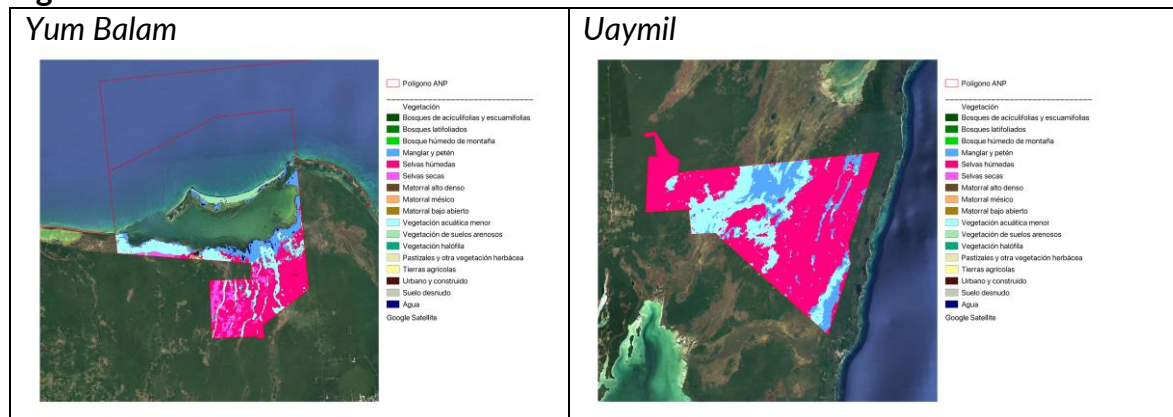 Yum Balam
Polígono ANP
Vegetación
Bosques de aciculifolias y escuamifolias
Bosques latifoliados
Bosque húmedo de montaña
Manglar y petén
Selvas húmedas
Selvas secas
Matorral alto denso
Matorral mésico
Matorral bajo abierto
Vegetación acuática menor
Vegetación de suelos arenosos
Vegetación halófila
Pastizales y otra vegetación herbácea
Tierras agrícolas
Urbano y construido
Suelo desnudo
Agua
Google Satellite
Uaymil
Polígono ANP
Vegetación
Bosques de aciculifolias y escuamifolias
Bosques latifoliados
Bosque húmedo de montaña
Manglar y petén
Selvas húmedas
Selvas secas
Matorral alto denso
Matorral mésico
Matorral bajo abierto
Vegetación acuática menor
Vegetación de suelos arenosos
Vegetación halófila
Pastizales y otra vegetación herbácea
Tierras agrícolas
Urbano y construido
Suelo desnudo
Agua
Google Satellite